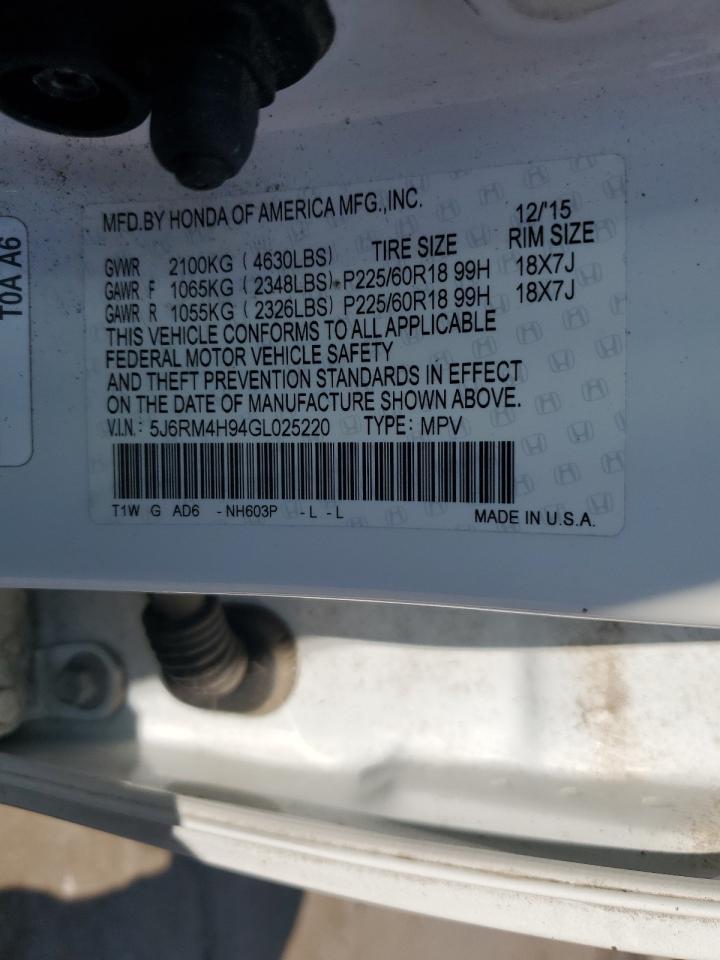 T0A A6
MFD.BY HONDA OF AMERICA MFG.,INC. 12/'15
TIRE SIZE RIM SIZE
GVWR 2100KG ( 4630LBS)
GAWR F 1065KG ( 2348LBS) P225/60R18 99H 18X7J
GAWR R 1055KG ( 2326LBS) P225/60R18 99H 18X7J
THIS VEHICLE CONFORMS TO ALL APPLICABLE
FEDERAL MOTOR VEHICLE SAFETY
AND THEFT PREVENTION STANDARDS IN EFFECT
ON THE DATE OF MANUFACTURE SHOWN ABOVE.
V.I.N.: 5J6RM4H94GL025220 TYPE: MPV
T1W G AD6 -NH603P -L -L
MADE IN U.S.A.